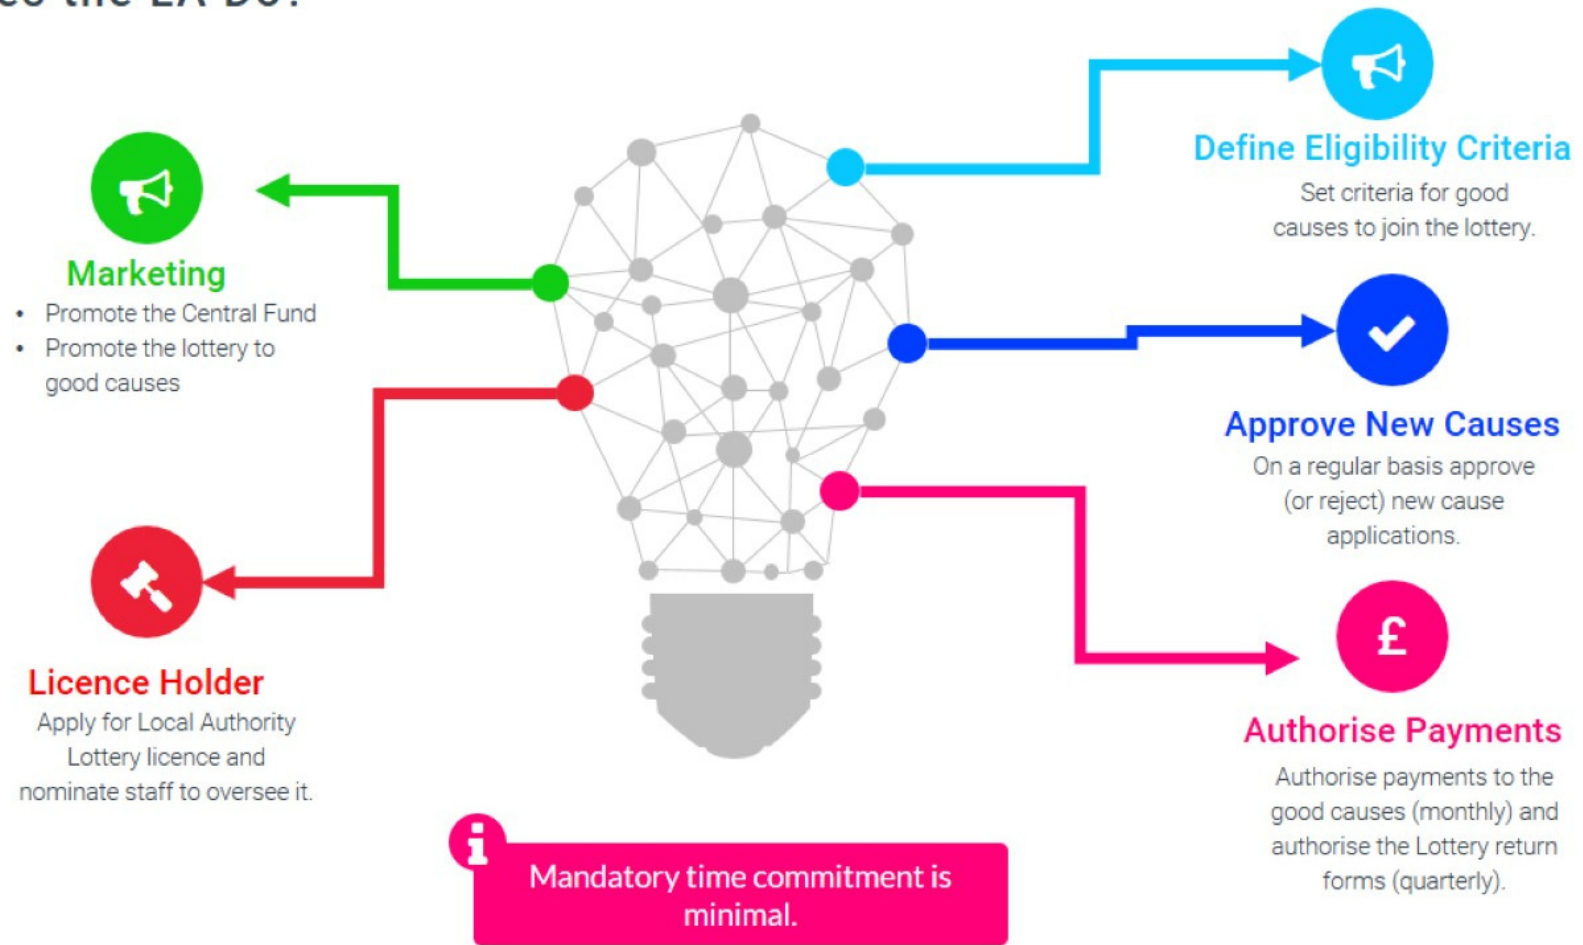 the LA Do?
Marketing
• Promote the Central Fund
• Promote the lottery to
good causes
Licence Holder
Apply for Local Authority
Lottery licence and
nominate staff to oversee it.
Define Eligibility Criteria
Set criteria for good
causes to join the lottery.
Approve New Causes
On a regular basis approve
(or reject) new cause
applications.
£
Authorise Payments
Authorise payments to the
good causes (monthly) and
authorise the Lottery return
forms (quarterly).
i
Mandatory time commitment is
minimal.